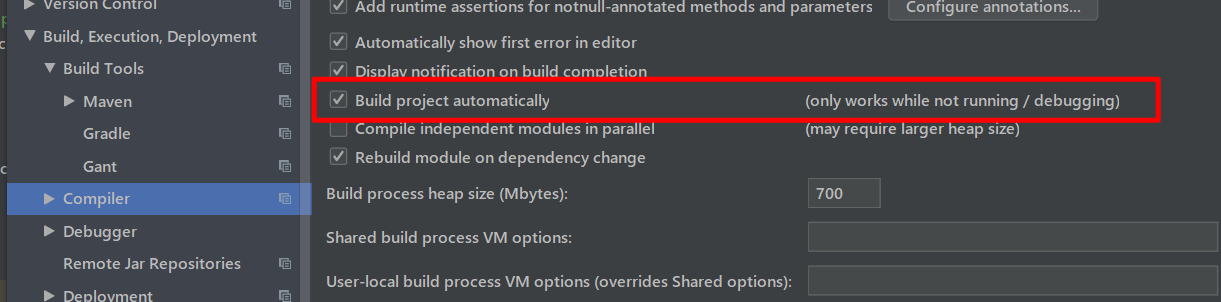 Version Control
Build, Execution, Deployment
Build Tools
Maven
Gradle
Gant
Compiler
Debugger
Remote Jar Repositories
Deployment
Add runtime assertions for notnull-annotated methods and parameters Configure annotations...
Automatically show first error in editor
Display notification on build completion
Build project automatically (only works while not running / debugging)
Compile independent modules in parallel (may require larger heap size)
Rebuild module on dependency change
Build process heap size (Mbytes): 700
Shared build process VM options:
User-local build process VM options (overrides Shared options):